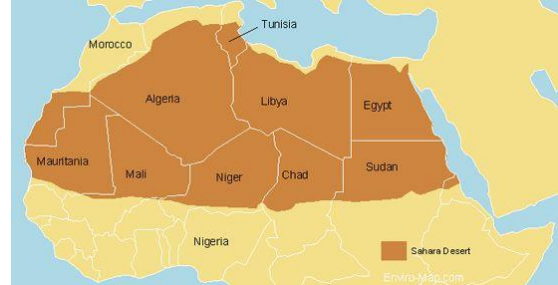 Tunisia
Morocco
Algeria
Libya
Egypt
Mauritania
Mali
Niger
Chad
Sudan
Nigeria
Sahara Desert
Enviro-Map.com